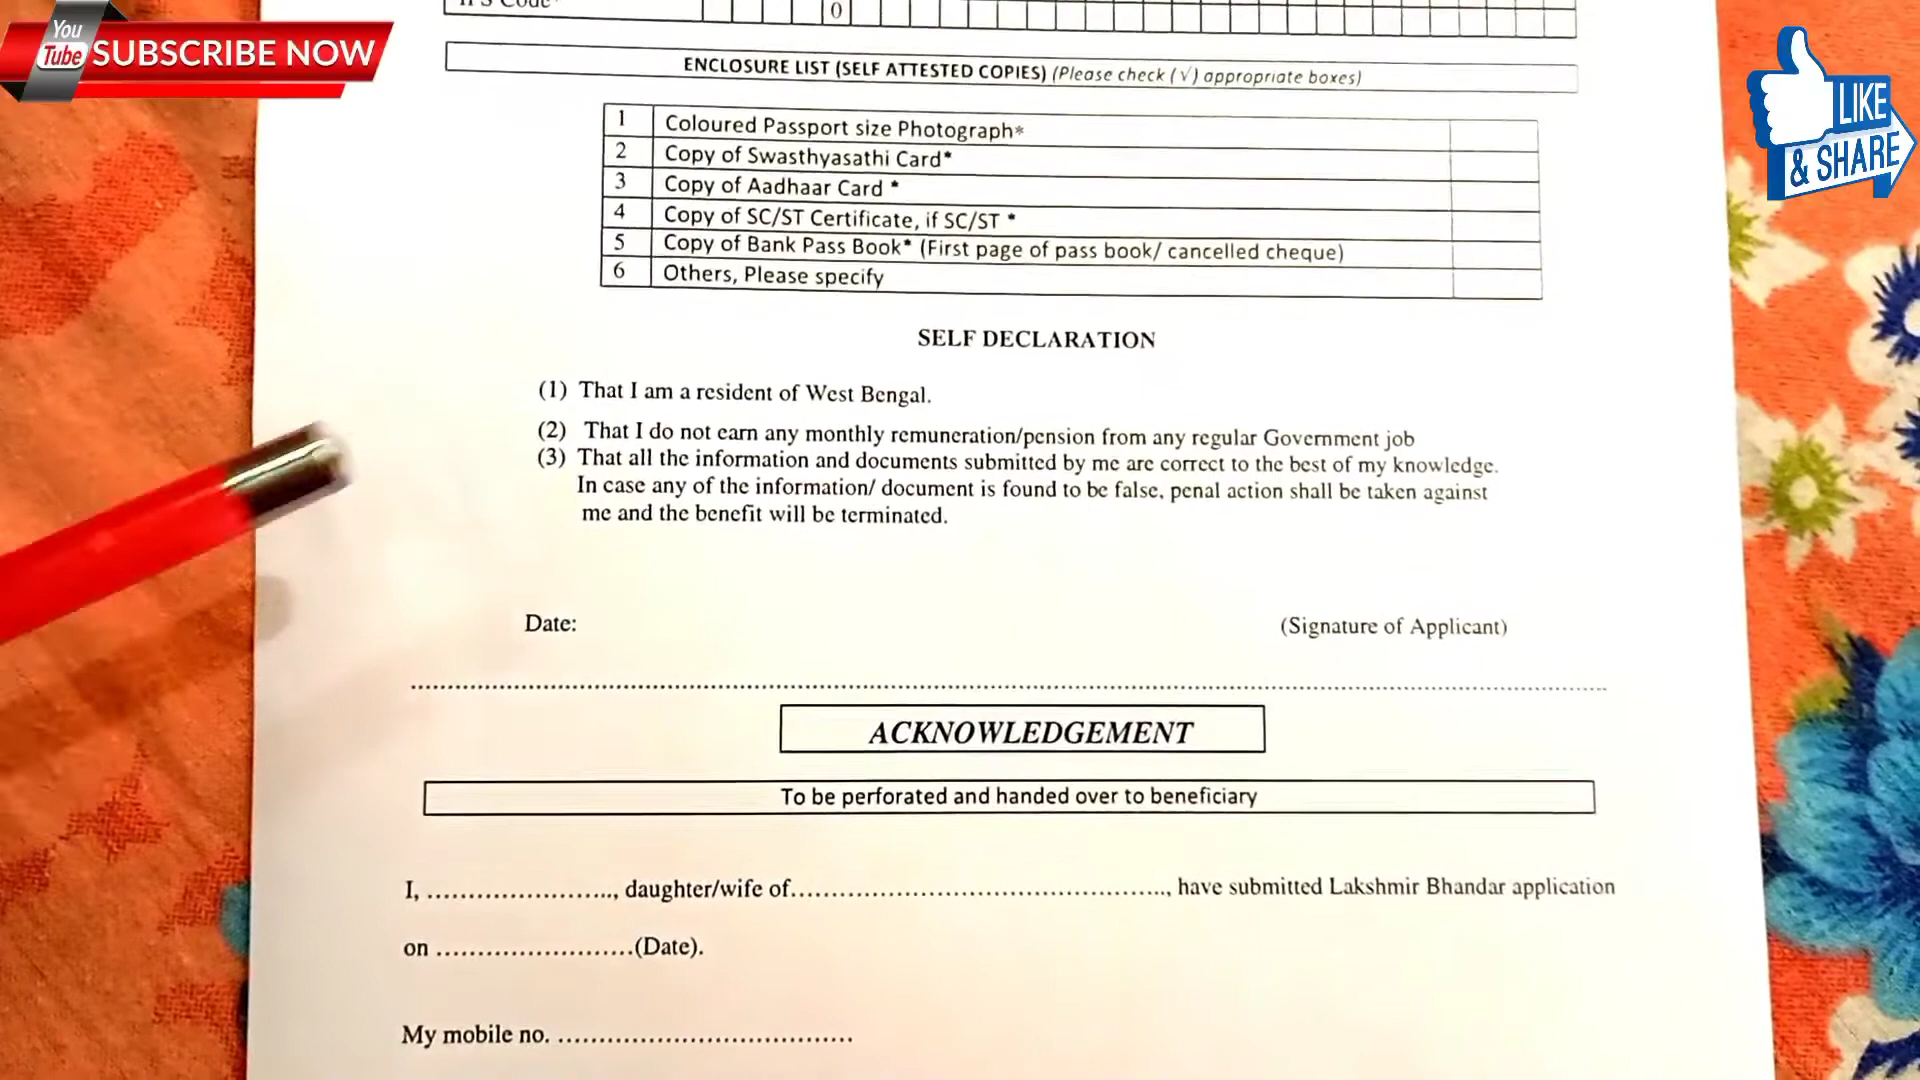 You
Tube SUBSCRIBE NOW
LIKE
& SHARE
IFS Code*
0
ENCLOSURE LIST (SELF ATTESTED COPIES) (Please check (√) appropriate boxes)
1 Coloured Passport size Photograph*
2 Copy of Swasthyasathi Card*
3 Copy of Aadhaar Card *
4 Copy of SC/ST Certificate, if SC/ST *
5 Copy of Bank Pass Book* (First page of pass book/ cancelled cheque)
6 Others, Please specify
SELF DECLARATION
(1) That I am a resident of West Bengal.
(2) That I do not earn any monthly remuneration/pension from any regular Government job
(3) That all the information and documents submitted by me are correct to the best of my knowledge.
In case any of the information/ document is found to be false, penal action shall be taken against
me and the benefit will be terminated.
Date: (Signature of Applicant)
ACKNOWLEDGEMENT
To be perforated and handed over to beneficiary
I, ......................, daughter/wife of.........................................., have submitted Lakshmir Bhandar application
on ........................(Date).
My mobile no. ...................................